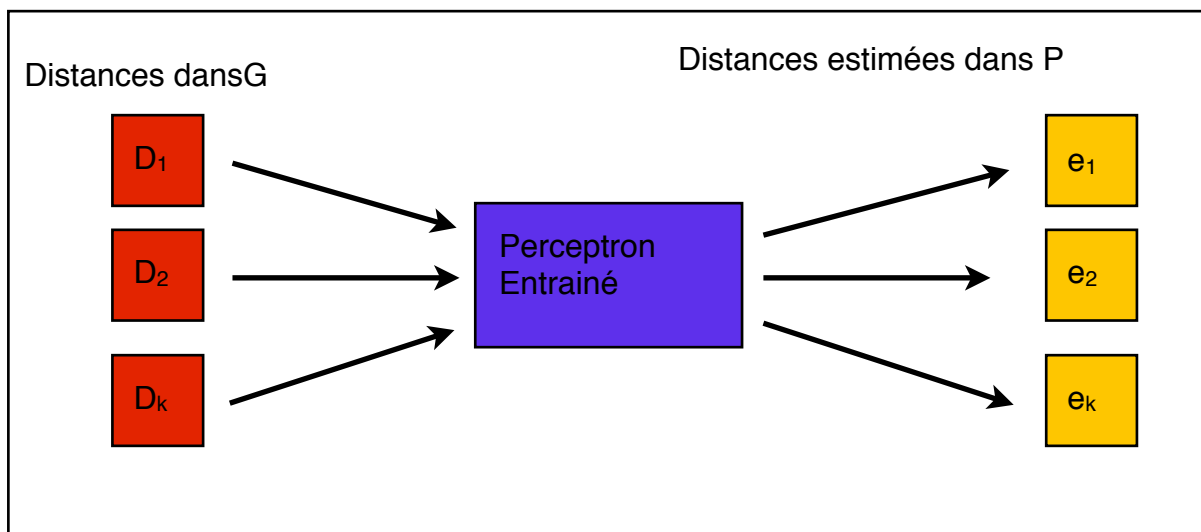 Distances dansG
Distances estimées dans P
D₁
D₂
Dₖ
Perceptron
Entrainé
e₁
e₂
eₖ